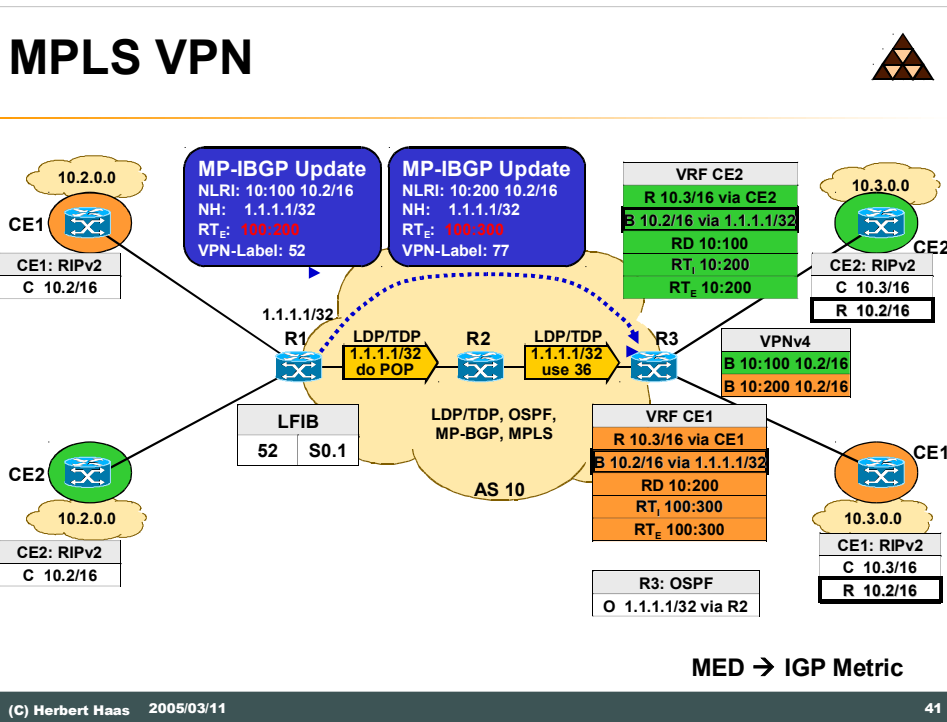 MPLS VPN
MP-IBGP Update
NLRI: 10:100 10.2/16
NH: 1.1.1.1/32
RTE: 100:200
VPN-Label: 52
MP-IBGP Update
NLRI: 10:200 10.2/16
NH: 1.1.1.1/32
RTE: 100:300
VPN-Label: 77
10.2.0.0
CE1
CE1: RIPv2
C 10.2/16
VRF CE2
R 10.3/16 via CE2
B 10.2/16 via 1.1.1.1/32
RD 10:100
RTI 10:200
RTE 10:200
10.3.0.0
CE2
CE2: RIPv2
C 10.3/16
R 10.2/16
1.1.1.1/32
R1
LDP/TDP
1.1.1.1/32
do POP
R2
LDP/TDP
1.1.1.1/32
use 36
R3
VPNv4
B 10:100 10.2/16
B 10:200 10.2/16
LFIB
52 S0.1
LDP/TDP, OSPF,
MP-BGP, MPLS
AS 10
VRF CE1
R 10.3/16 via CE1
B 10.2/16 via 1.1.1.1/32
RD 10:200
RTI 100:300
RTE 100:300
CE2
10.2.0.0
CE2: RIPv2
C 10.2/16
CE1
10.3.0.0
CE1: RIPv2
C 10.3/16
R 10.2/16
R3: OSPF
O 1.1.1.1/32 via R2
MED → IGP Metric
(C) Herbert Haas 2005/03/11
41